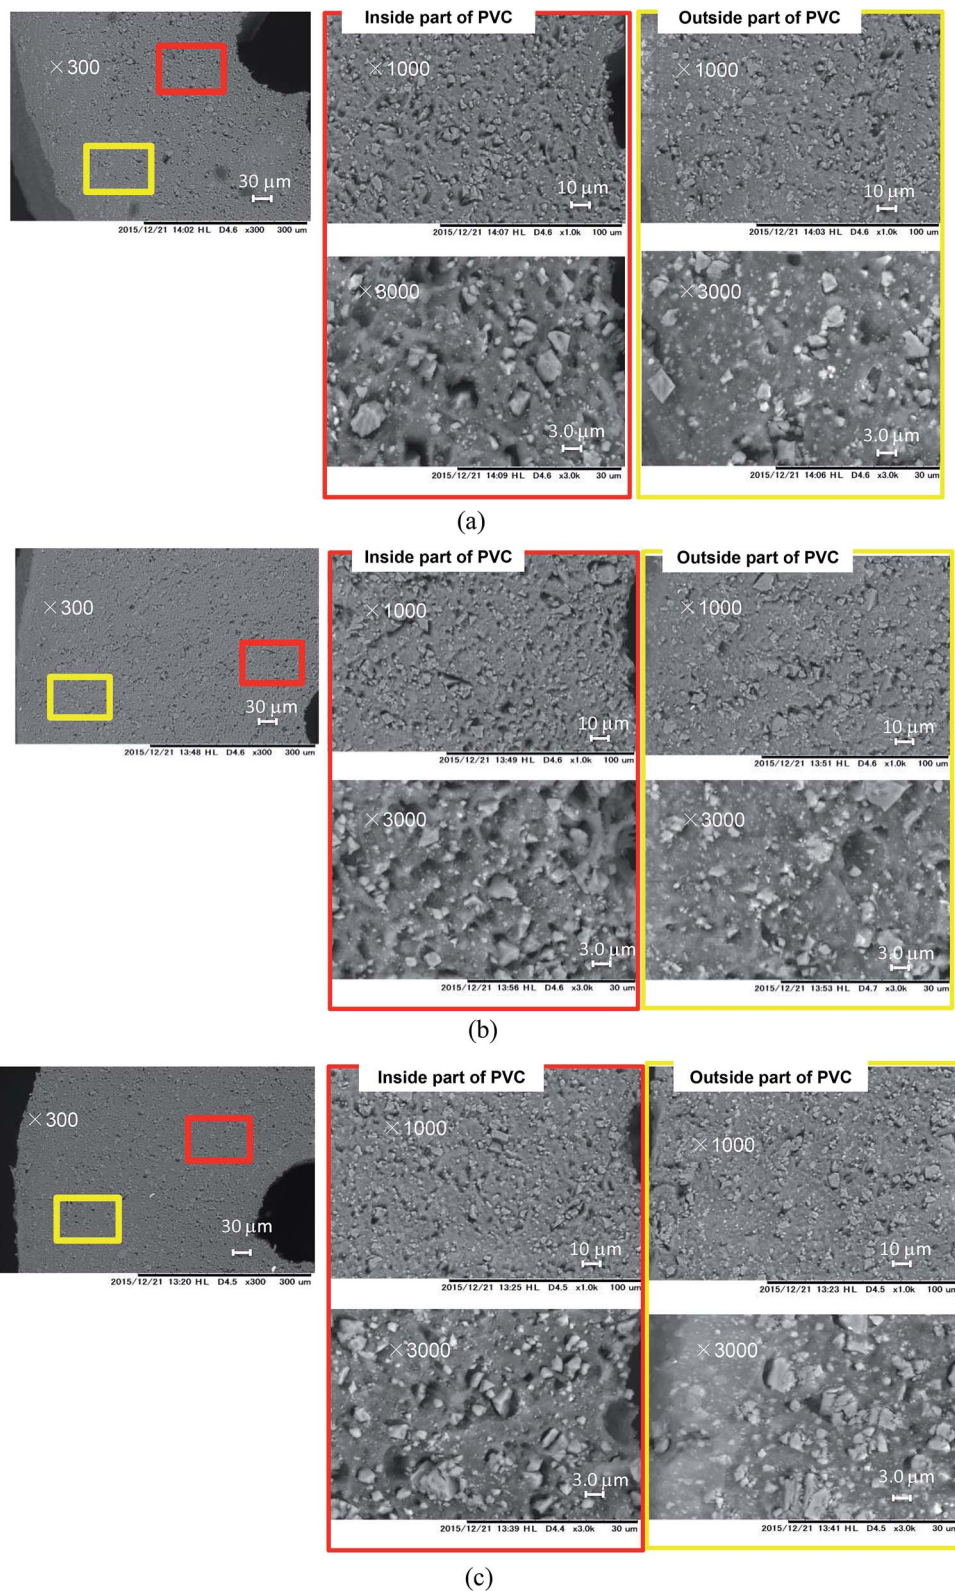 Inside part of PVC
Outside part of PVC
× 300
× 1000
× 1000
30 μm
10 μm
10 μm
2015/12/21 14:02 HL D4.6 x300 300 um
2015/12/21 14:07 HL D4.6 x1.0k 100 um
2015/12/21 14:03 HL D4.6 x1.0k 100 um
× 3000
× 3000
3.0 μm
3.0 μm
2015/12/21 14:09 HL D4.6 x3.0k 30 um
2015/12/21 14:06 HL D4.6 x3.0k 30 um
(a)
Inside part of PVC
Outside part of PVC
× 300
× 1000
× 1000
30 μm
10 μm
10 μm
2015/12/21 13:48 HL D4.6 x300 300 um
2015/12/21 13:49 HL D4.6 x1.0k 100 um
2015/12/21 13:51 HL D4.6 x1.0k 100 um
× 3000
× 3000
3.0 μm
3.0 μm
2015/12/21 13:56 HL D4.6 x3.0k 30 um
2015/12/21 13:53 HL D4.7 x3.0k 30 um
(b)
Inside part of PVC
Outside part of PVC
× 300
× 1000
× 1000
30 μm
10 μm
10 μm
2015/12/21 13:20 HL D4.5 x300 300 um
2015/12/21 13:25 HL D4.5 x1.0k 100 um
2015/12/21 13:23 HL D4.5 x1.0k 100 um
× 3000
× 3000
3.0 μm
3.0 μm
2015/12/21 13:39 HL D4.4 x3.0k 30 um
2015/12/21 13:41 HL D4.5 x3.0k 30 um
(c)